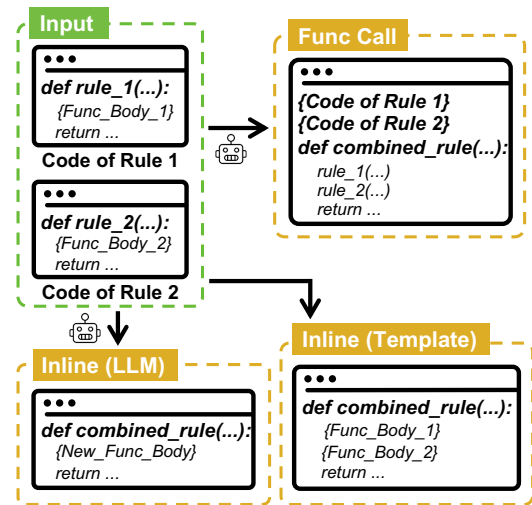 Input
def rule_1(...):
{Func_Body_1}
return ...
Code of Rule 1
def rule_2(...):
{Func_Body_2}
return ...
Code of Rule 2
Func Call
{Code of Rule 1}
{Code of Rule 2}
def combined_rule(...):
rule_1(...)
rule_2(...)
return ...
Inline (LLM)
def combined_rule(...):
{New_Func_Body}
return ...
Inline (Template)
def combined_rule(...):
{Func_Body_1}
{Func_Body_2}
return ...